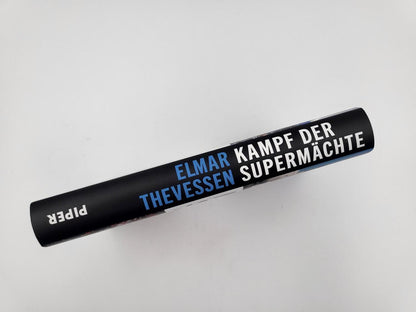 ELMAR KAMPF DER
THEVESSEN SUPERMÄCHTE
PIPER